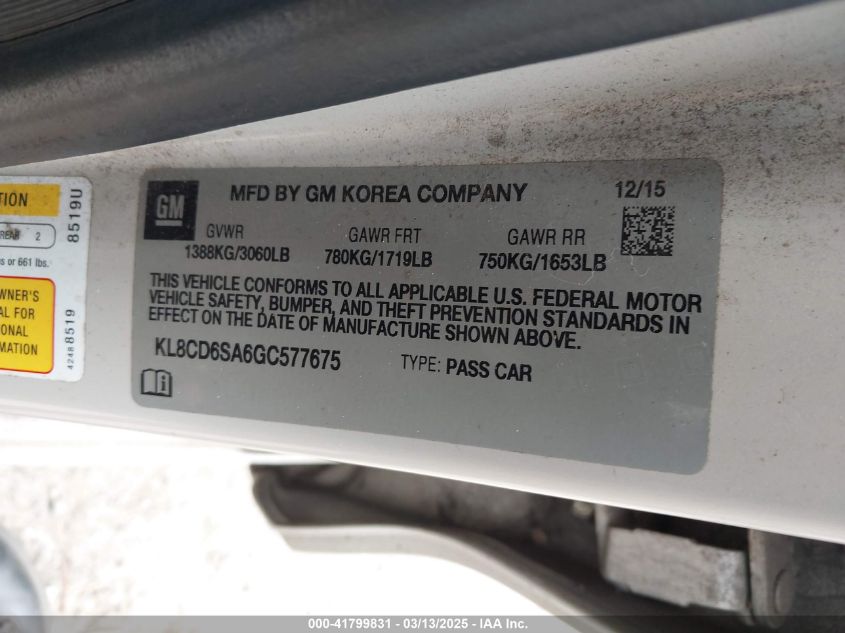 TION
REAR 2
s or 661 lbs.
WNER'S
AL FOR
ONAL
MATION
8519U
42448519
GM
MFD BY GM KOREA COMPANY
12/15
GVWR
1388KG/3060LB
GAWR FRT
780KG/1719LB
GAWR RR
750KG/1653LB
THIS VEHICLE CONFORMS TO ALL APPLICABLE U.S. FEDERAL MOTOR
VEHICLE SAFETY, BUMPER, AND THEFT PREVENTION STANDARDS IN
EFFECT ON THE DATE OF MANUFACTURE SHOWN ABOVE.
KL8CD6SA6GC577675
TYPE: PASS CAR
000-41799831 - 03/13/2025 - IAA Inc.